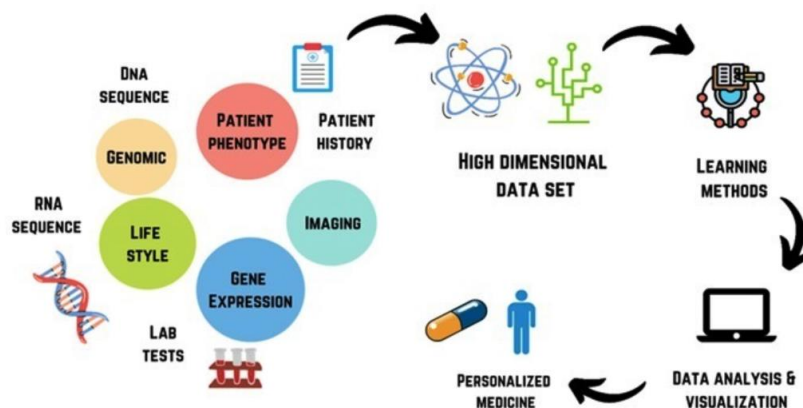 DNA
SEQUENCE
GENOMIC
PATIENT
PHENOTYPE
PATIENT
HISTORY
RNA
SEQUENCE
LIFE
STYLE
IMAGING
GENE
EXPRESSION
LAB
TESTS
HIGH DIMENSIONAL
DATA SET
LEARNING
METHODS
DATA ANALYSIS &
VISUALIZATION
PERSONALIZED
MEDICINE